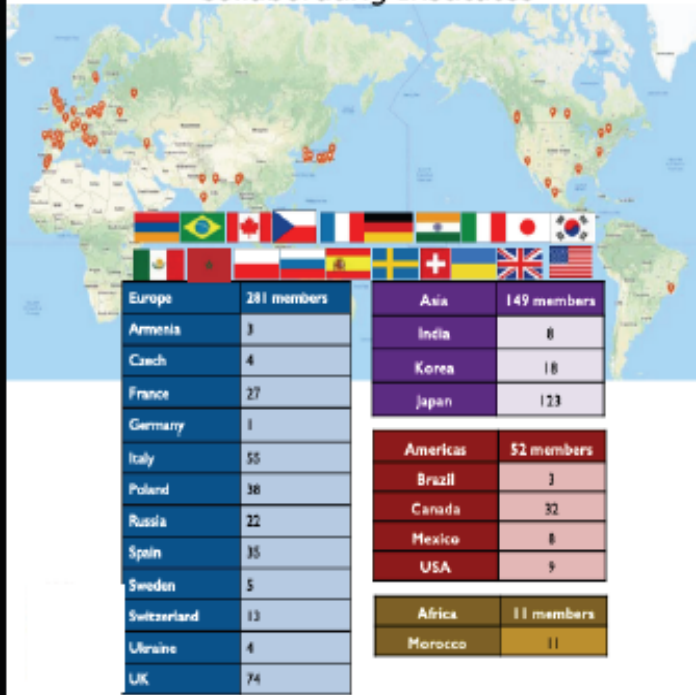 Collaborating Institutes
Europe 281 members
Armenia 3
Czech 4
France 27
Germany 1
Italy 55
Poland 38
Russia 22
Spain 35
Sweden 5
Switzerland 13
Ukraine 4
UK 74
Asia 149 members
India 8
Korea 18
Japan 123
Americas 52 members
Brazil 3
Canada 32
Mexico 8
USA 9
Africa 11 members
Morocco 11